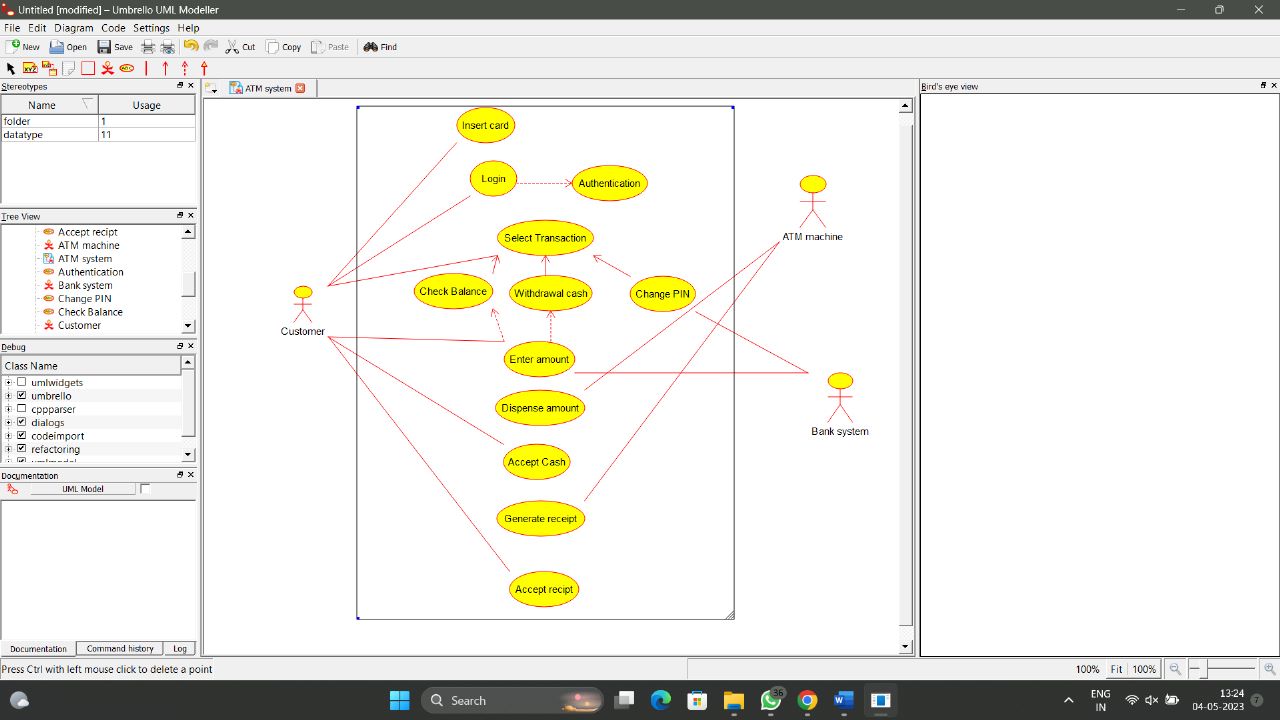 Untitled [modified] – Umbrello UML Modeller
File Edit Diagram Code Settings Help
New Open Save Cut Copy Paste Find
Stereotypes
Name Usage
folder 1
datatype 11
Tree View
Accept recipt
ATM machine
ATM system
Authentication
Bank system
Change PIN
Check Balance
Customer
Debug
Class Name
umlwidgets
umbrello
cppparser
dialogs
codeimport
refactoring
umlmodel
Documentation
UML Model
Documentation Command history Log
Press Ctrl with left mouse click to delete a point
ATM system
Insert card
Login
Authentication
Select Transaction
Check Balance
Withdrawal cash
Change PIN
Customer
Enter amount
Dispense amount
Accept Cash
Generate receipt
Accept recipt
ATM machine
Bank system
Bird's eye view
100% Fit 100%
Search
36
ENG
IN
13:24
04-05-2023
7